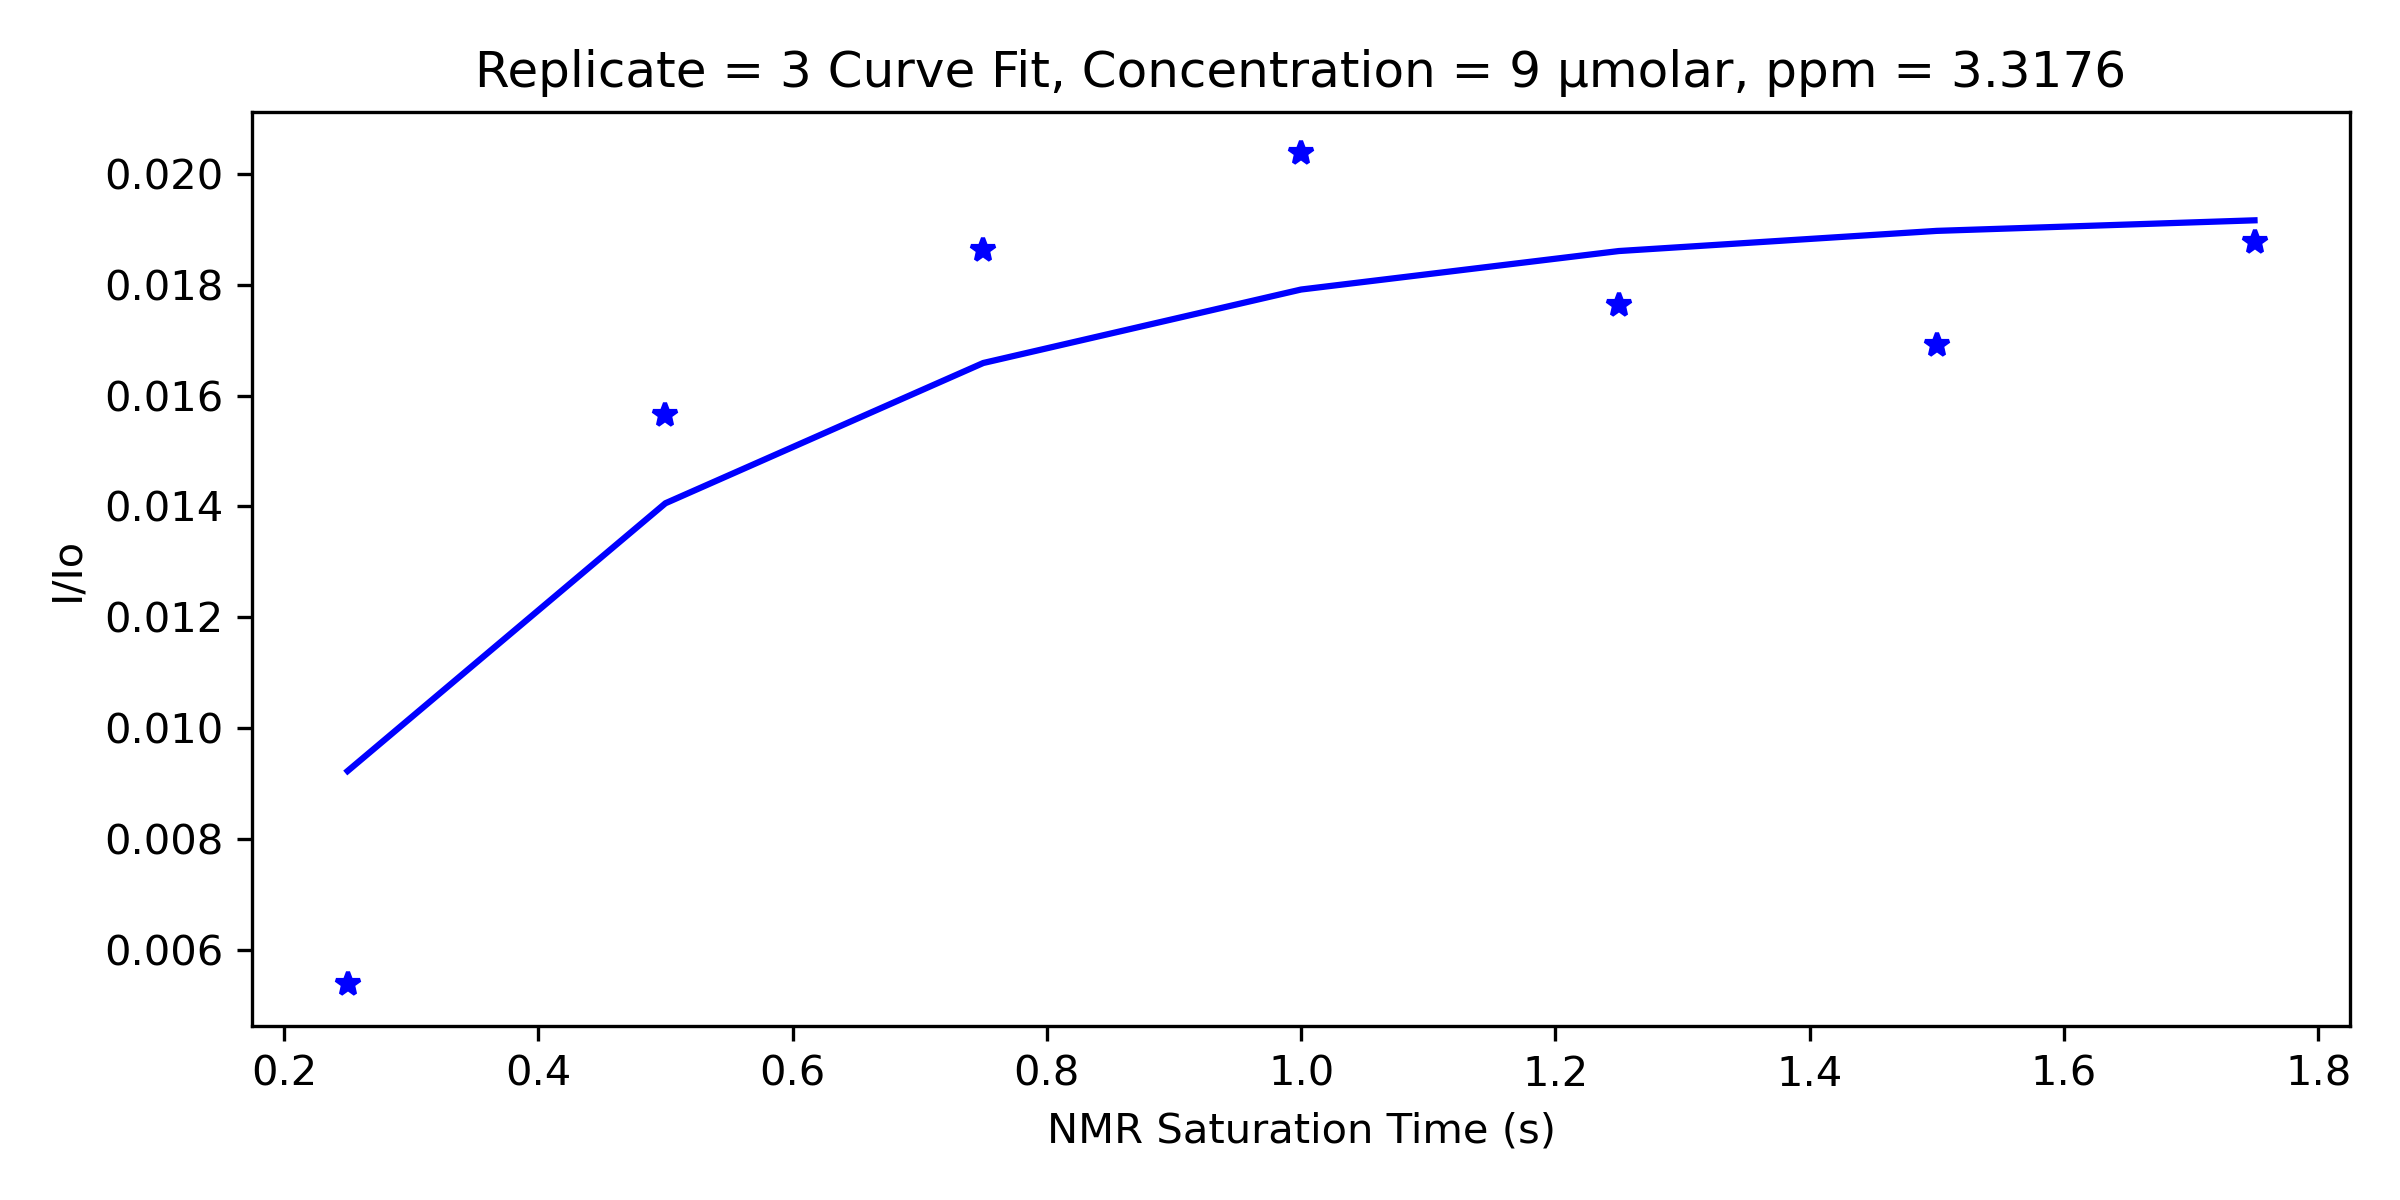 Replicate = 3 Curve Fit, Concentration = 9 µmolar, ppm = 3.3176
0.020
0.018
0.016
0.014
0.012
0.010
0.008
0.006
I/Io
0.2 0.4 0.6 0.8 1.0 1.2 1.4 1.6 1.8
NMR Saturation Time (s)